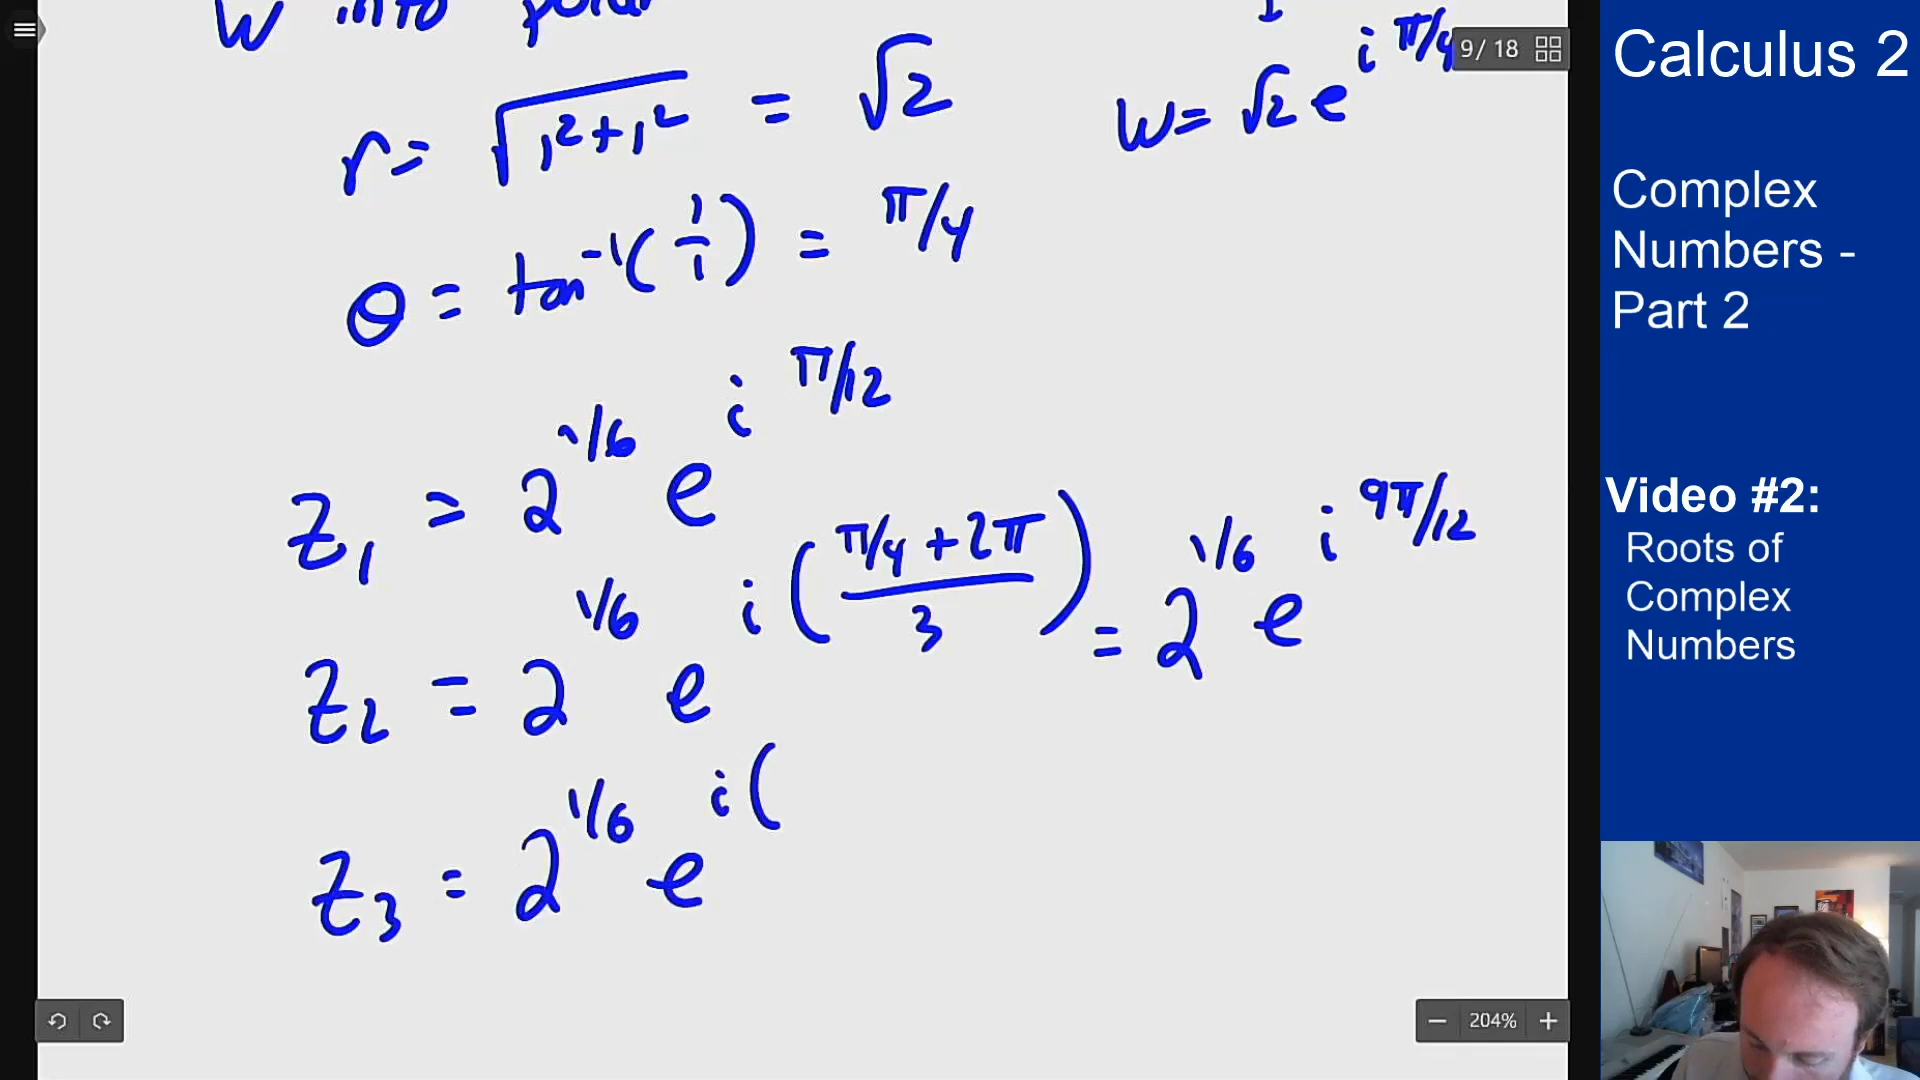 W into polar
r = √(1²+1²) = √2
W = √2 e^(i π/4)
9 / 18
θ = tan⁻¹(1/1) = π/4
z₁ = 2^(1/6) e^(i π/12)
z₂ = 2^(1/6) e^(i((π/4 + 2π)/3)) = 2^(1/6) e^(i 9π/12)
z₃ = 2^(1/6) e^(i(
204%
Calculus 2
Complex
Numbers -
Part 2
Video #2:
Roots of
Complex
Numbers